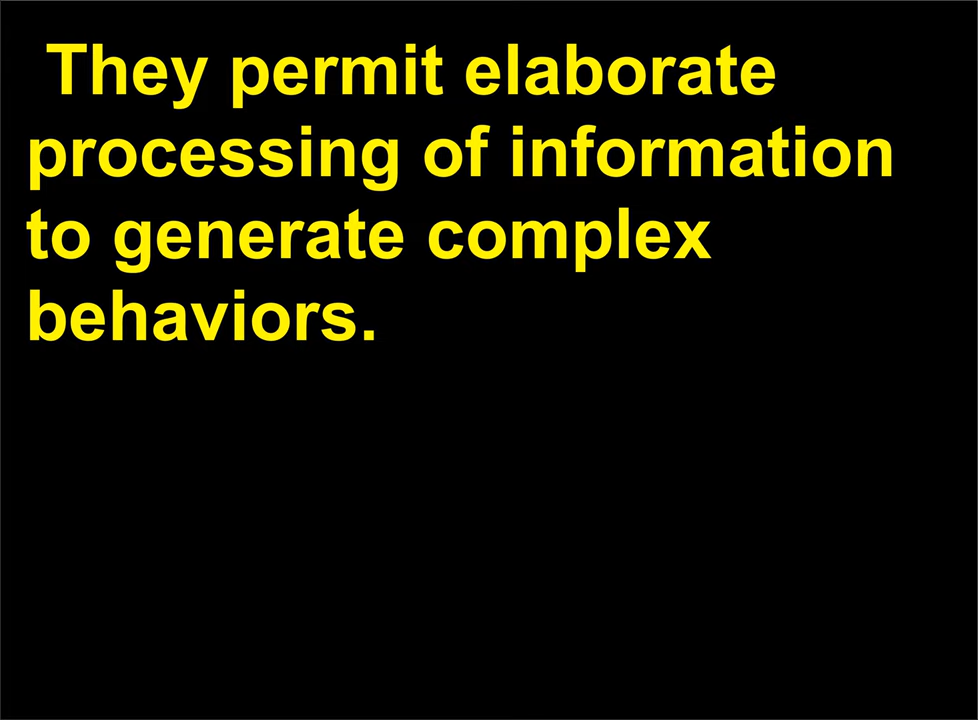 They permit elaborate
processing of information
to generate complex
behaviors.